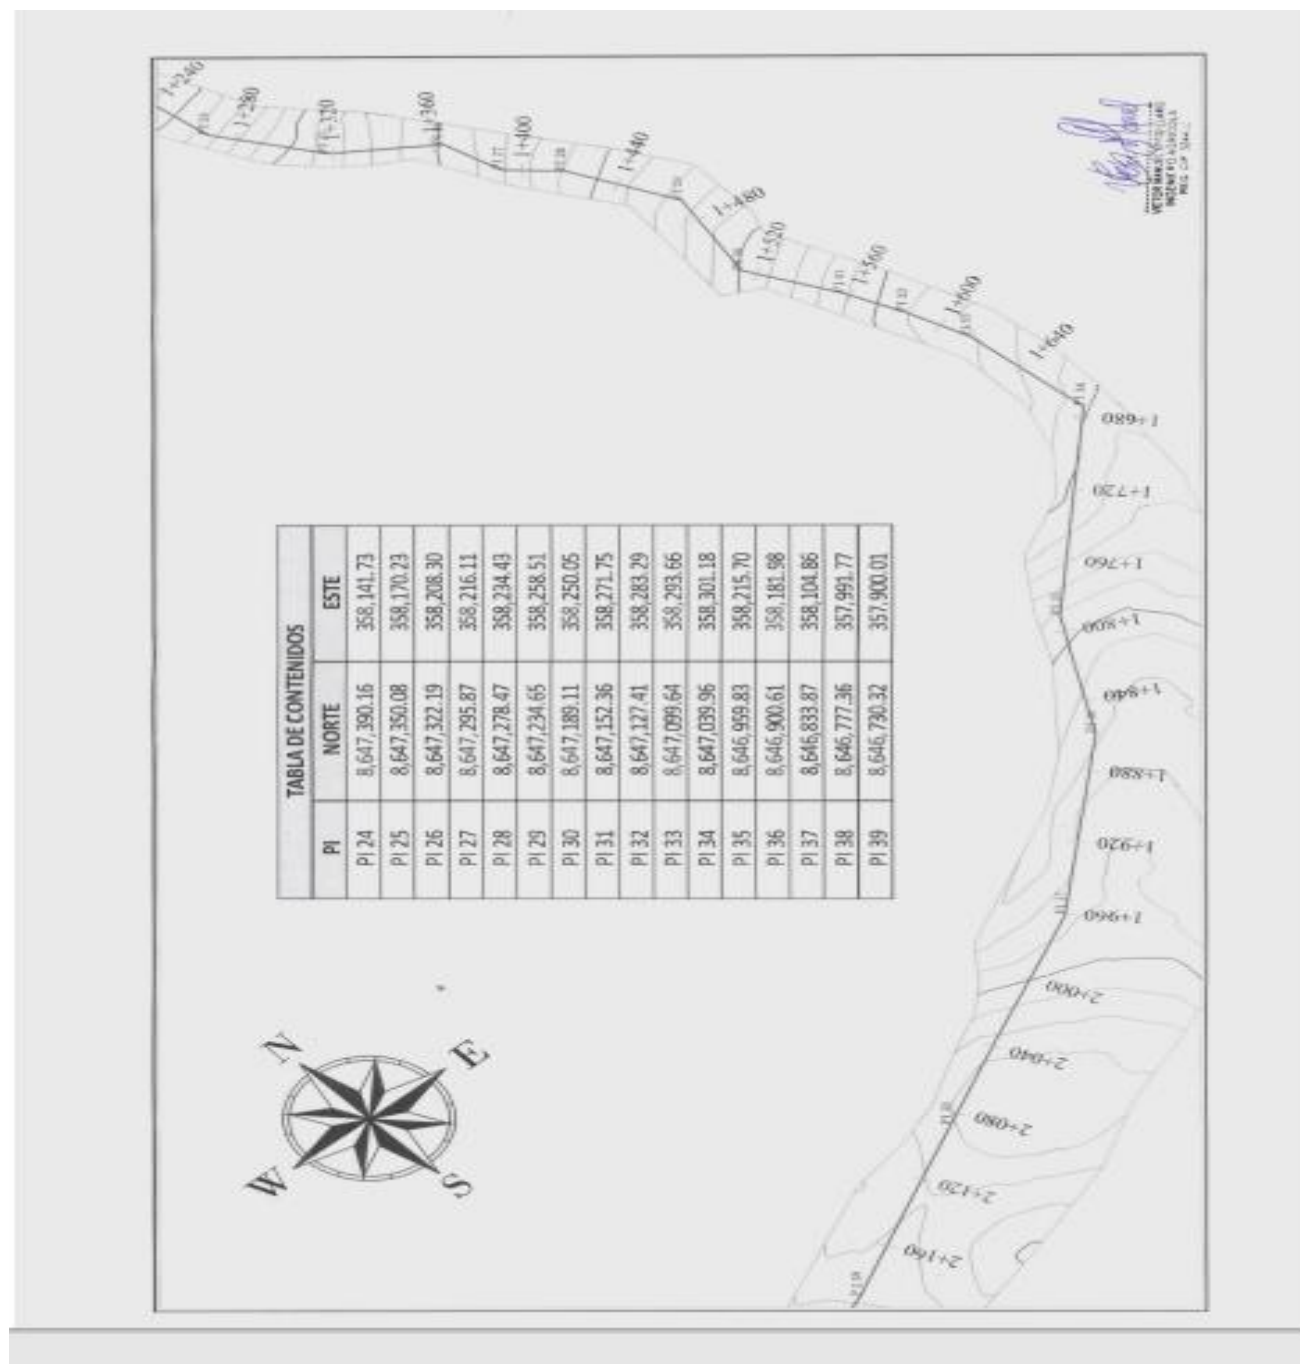 TABLA DE CONTENIDOS
PI NORTE ESTE
PI 24 8,647,390.16 358,141.73
PI 25 8,647,350.08 358,170.23
PI 26 8,647,322.19 358,208.30
PI 27 8,647,295.87 358,216.11
PI 28 8,647,278.47 358,234.43
PI 29 8,647,234.65 358,258.51
PI 30 8,647,189.11 358,250.05
PI 31 8,647,152.36 358,271.75
PI 32 8,647,127.41 358,283.29
PI 33 8,647,099.64 358,293.66
PI 34 8,647,039.96 358,301.18
PI 35 8,646,959.83 358,215.70
PI 36 8,646,900.61 358,181.98
PI 37 8,646,833.87 358,104.86
PI 38 8,646,777.36 357,991.77
PI 39 8,646,730.32 357,900.01
N
E
S
W
1+240
1+280
1+320
1+360
1+400
1+440
1+480
1+520
1+560
1+600
1+640
1+680
1+720
1+760
1+800
1+840
1+880
1+920
1+960
2+000
2+040
2+080
2+120
2+160